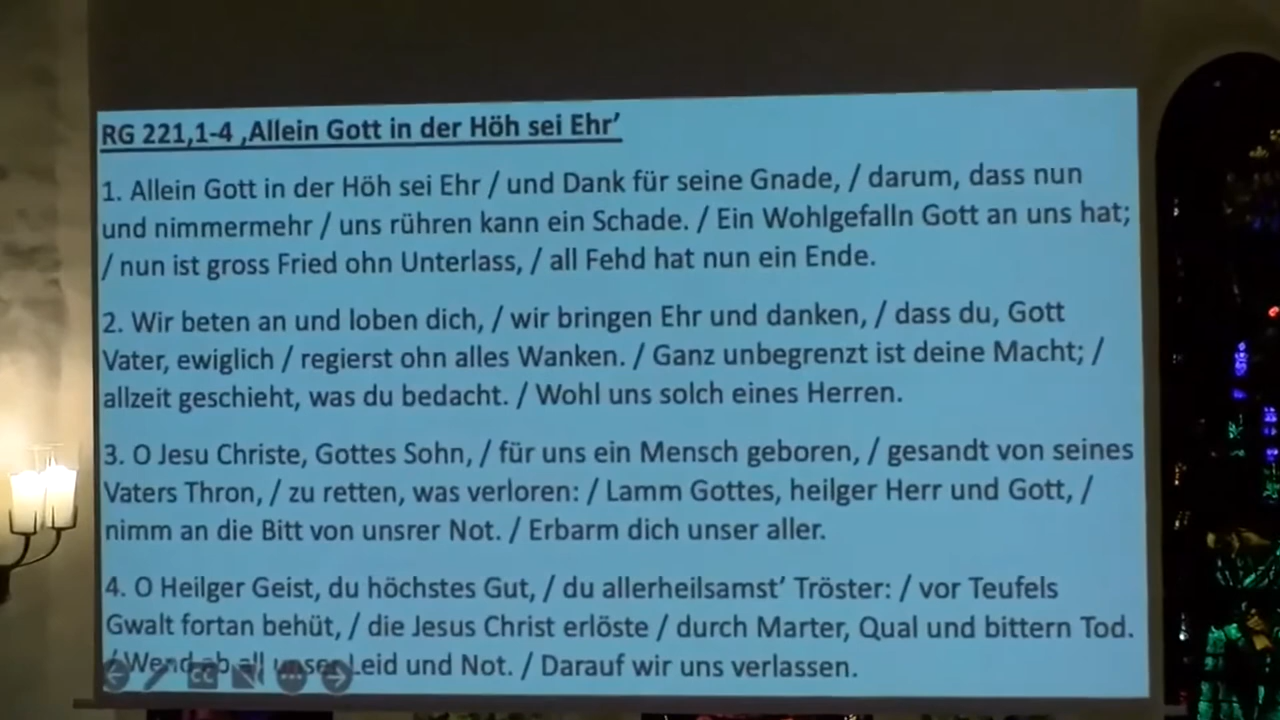 RG 221,1-4 ‚Allein Gott in der Höh sei Ehr’
1. Allein Gott in der Höh sei Ehr / und Dank für seine Gnade, / darum, dass nun
und nimmermehr / uns rühren kann ein Schade. / Ein Wohlgefalln Gott an uns hat;
/ nun ist gross Fried ohn Unterlass, / all Fehd hat nun ein Ende.
2. Wir beten an und loben dich, / wir bringen Ehr und danken, / dass du, Gott
Vater, ewiglich / regierst ohn alles Wanken. / Ganz unbegrenzt ist deine Macht; /
allzeit geschieht, was du bedacht. / Wohl uns solch eines Herren.
3. O Jesu Christe, Gottes Sohn, / für uns ein Mensch geboren, / gesandt von seines
Vaters Thron, / zu retten, was verloren: / Lamm Gottes, heilger Herr und Gott, /
nimm an die Bitt von unsrer Not. / Erbarm dich unser aller.
4. O Heilger Geist, du höchstes Gut, / du allerheilsamst’ Tröster: / vor Teufels
Gwalt fortan behüt, / die Jesus Christ erlöste / durch Marter, Qual und bittern Tod.
/ Wend ab all unser Leid und Not. / Darauf wir uns verlassen.
CC